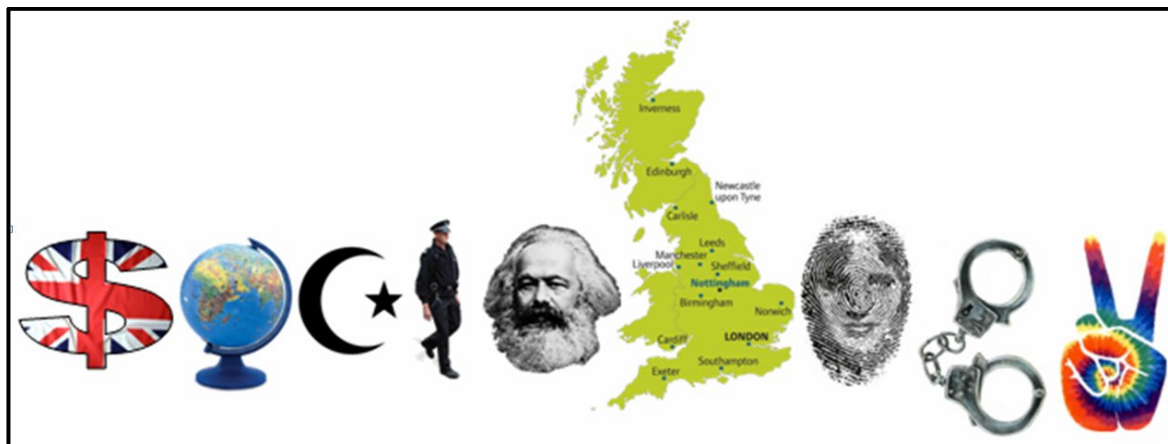 $
Inverness
Edinburgh
Newcastle
upon Tyne
Carlisle
Leeds
Manchester
Liverpool
Sheffield
Nottingham
Birmingham
Norwich
Cardiff
LONDON
Southampton
Exeter